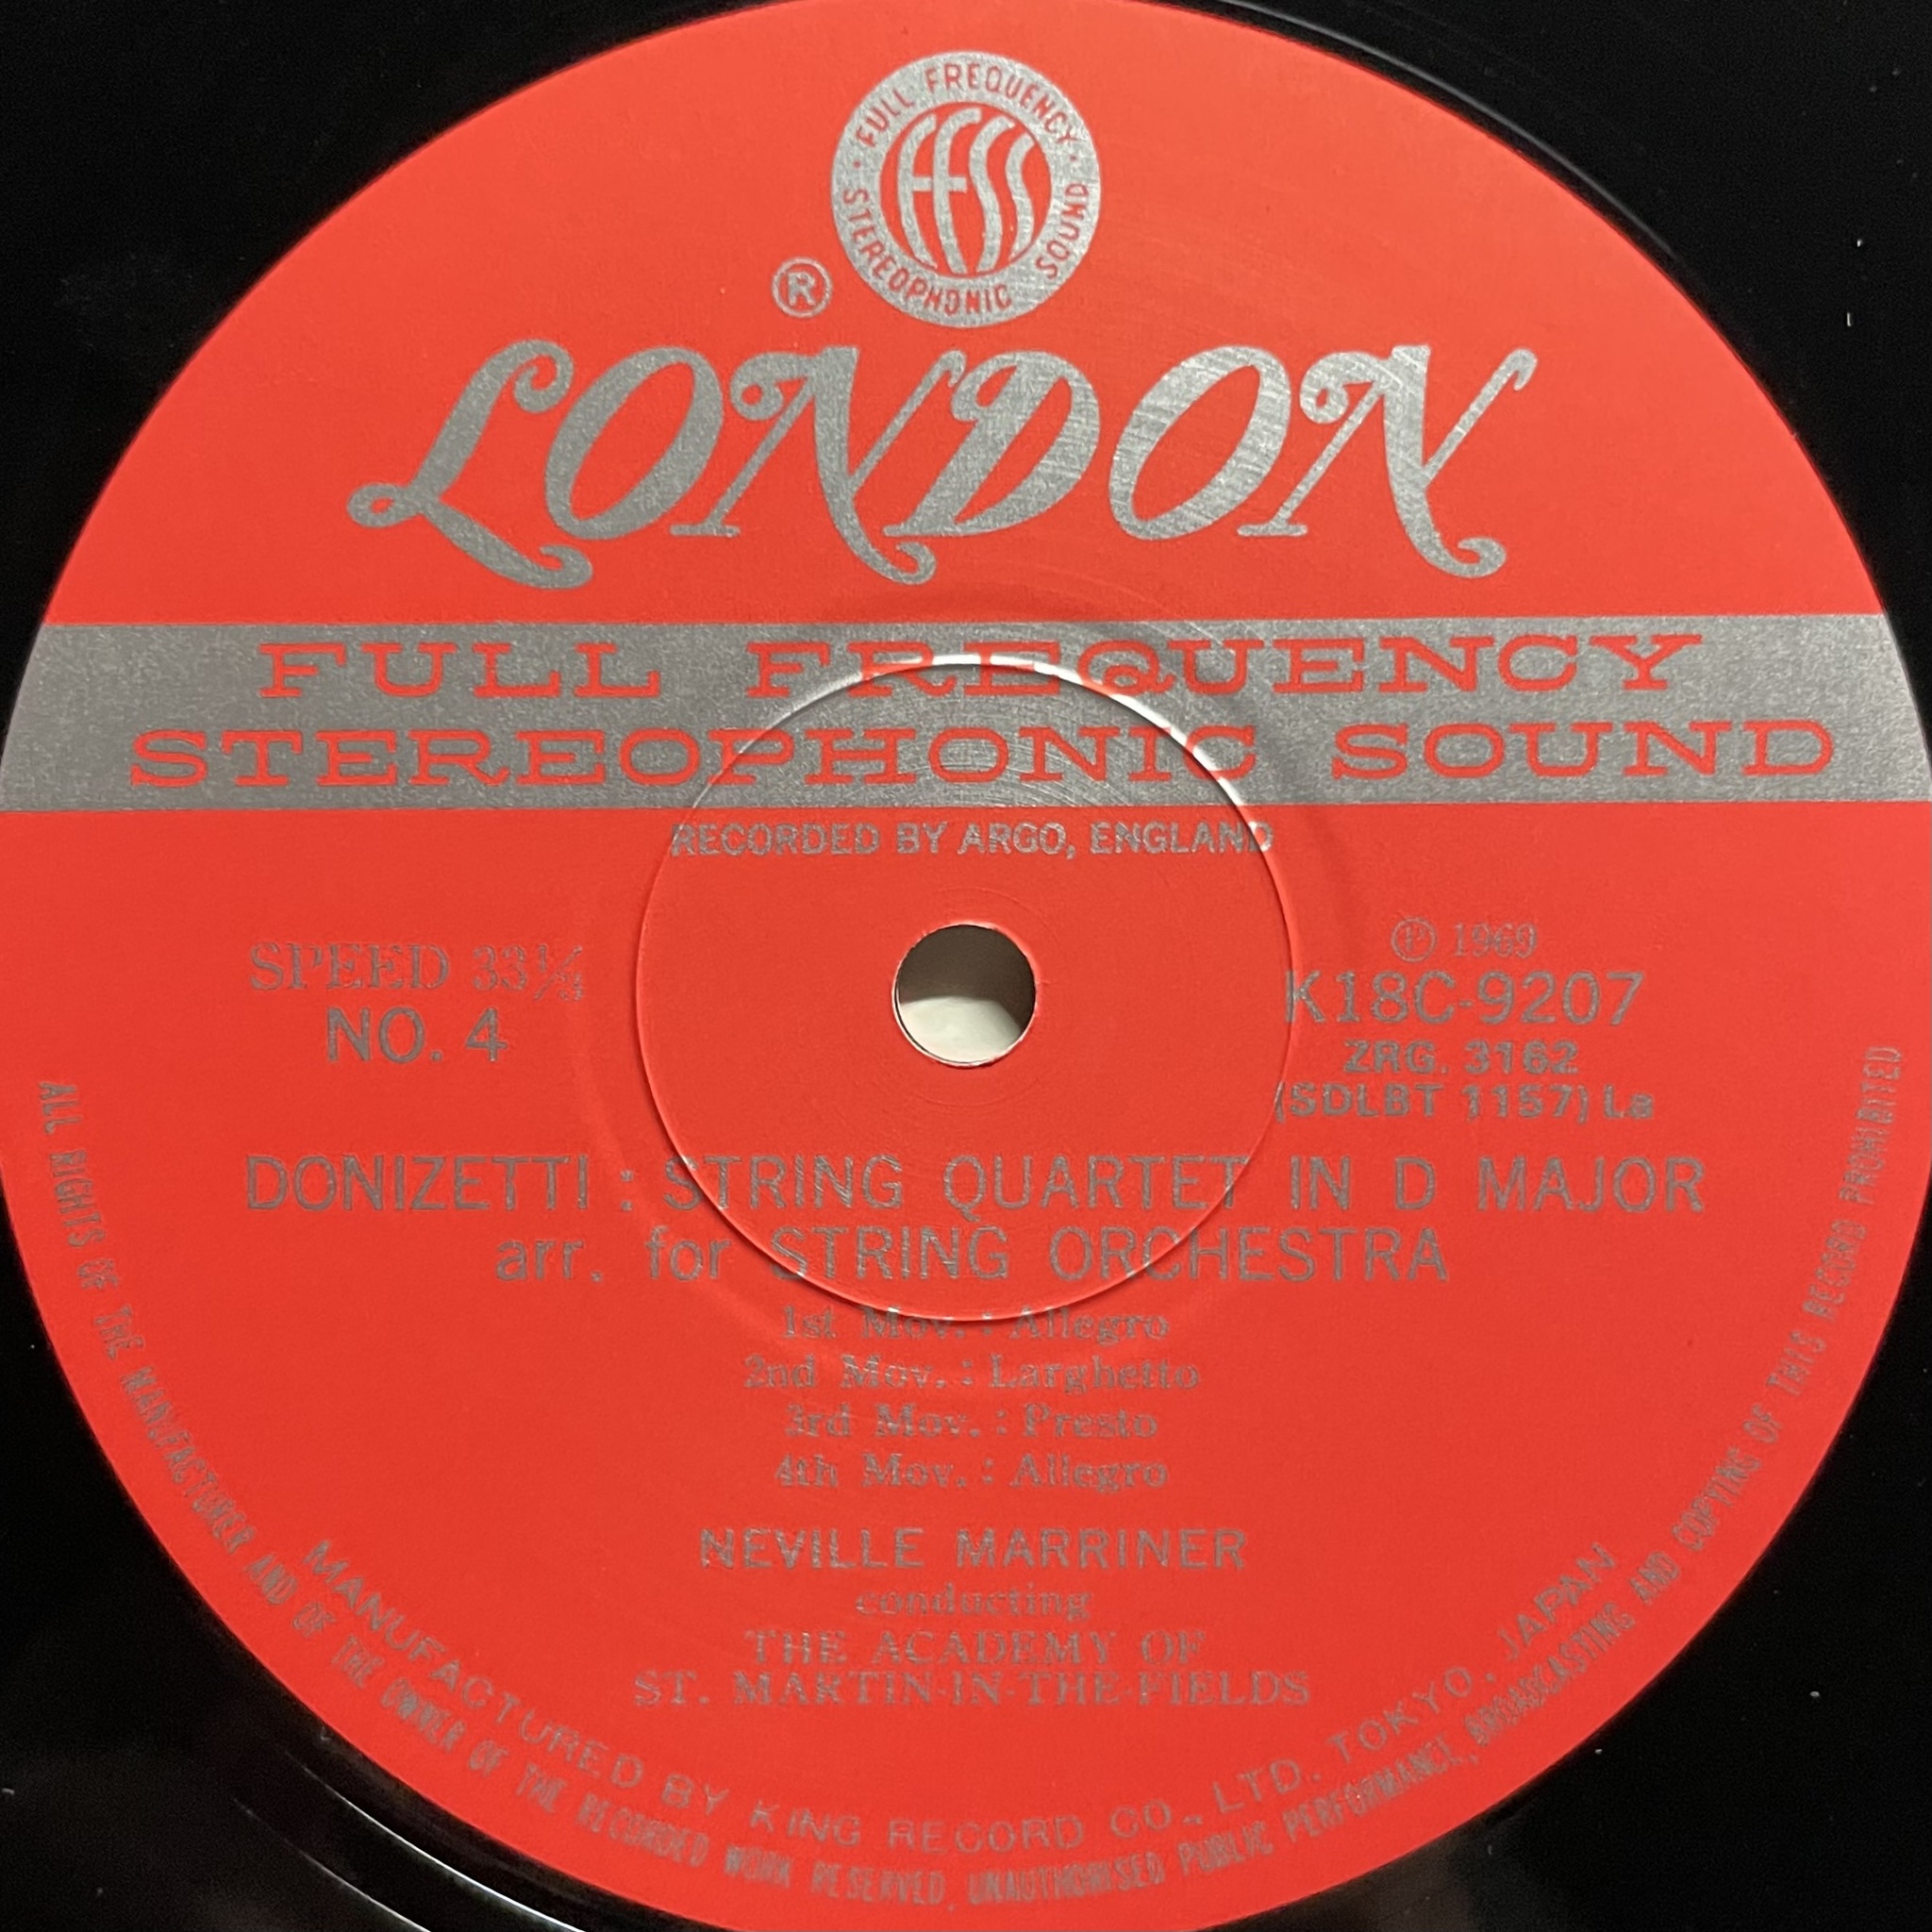 FULL FREQUENCY
STEREOPHONIC SOUND
FFSS
®
LONDON
FULL FREQUENCY
STEREOPHONIC SOUND
RECORDED BY ARGO, ENGLAND
SPEED 33⅓
NO. 4
℗ 1969
K18C-9207
ZRG. 3162
(SDLBT 1157) La
DONIZETTI : STRING QUARTET IN D MAJOR
arr. for STRING ORCHESTRA
1st Mov. : Allegro
2nd Mov. : Larghetto
3rd Mov. : Presto
4th Mov. : Allegro
NEVILLE MARRINER
conducting
THE ACADEMY OF
ST. MARTIN-IN-THE-FIELDS
MANUFACTURED BY KING RECORD CO., LTD. TOKYO, JAPAN
ALL RIGHTS OF THE MANUFACTURER AND OF THE OWNER OF THE RECORDED WORK RESERVED. UNAUTHORISED PUBLIC PERFORMANCE, BROADCASTING AND COPYING OF THIS RECORD PROHIBITED